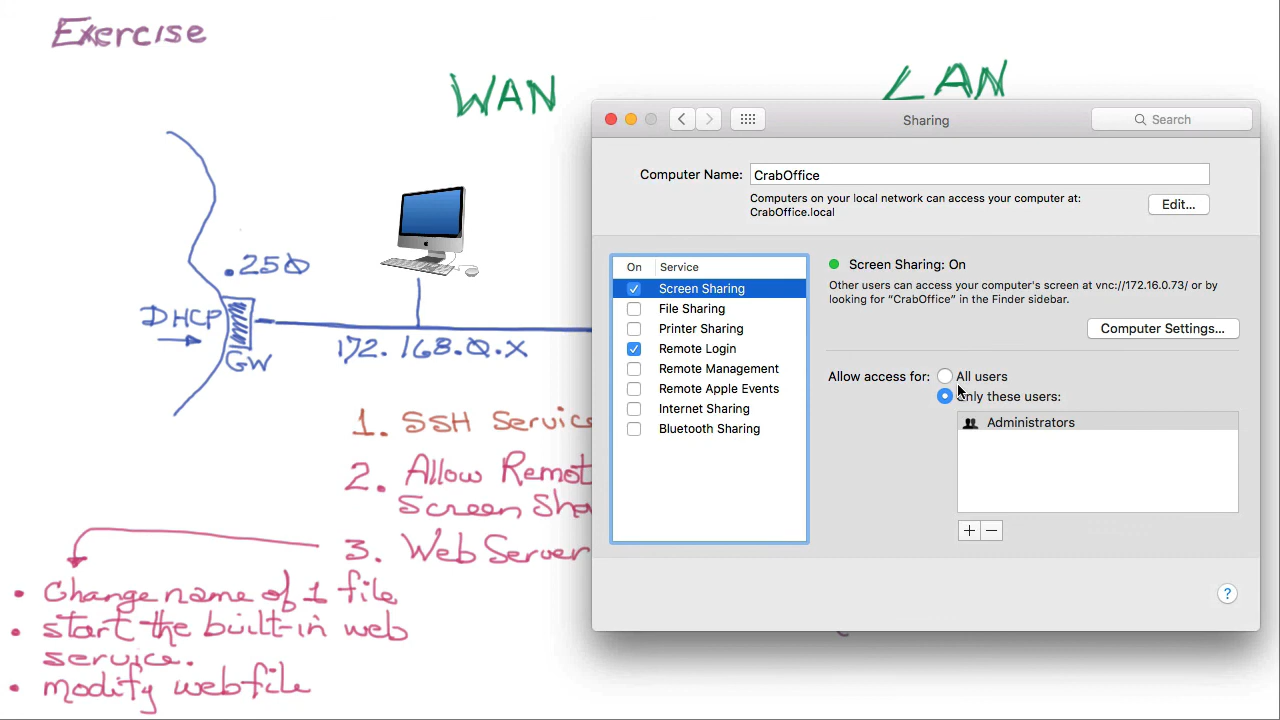 Exercise
WAN
LAN
.250
DHCP
GW
172.168.0.X
1. SSH Service
2. Allow Remot
Screen Sha
3. Web Server
• Change name of 1 file
• start the built-in web
service.
• modify webfile
Sharing
Search
Computer Name: CrabOffice
Computers on your local network can access your computer at:
CrabOffice.local
Edit...
On Service
Screen Sharing
File Sharing
Printer Sharing
Remote Login
Remote Management
Remote Apple Events
Internet Sharing
Bluetooth Sharing
Screen Sharing: On
Other users can access your computer's screen at vnc://172.16.0.73/ or by
looking for “CrabOffice” in the Finder sidebar.
Computer Settings...
Allow access for: All users
Only these users:
Administrators
+ −
?